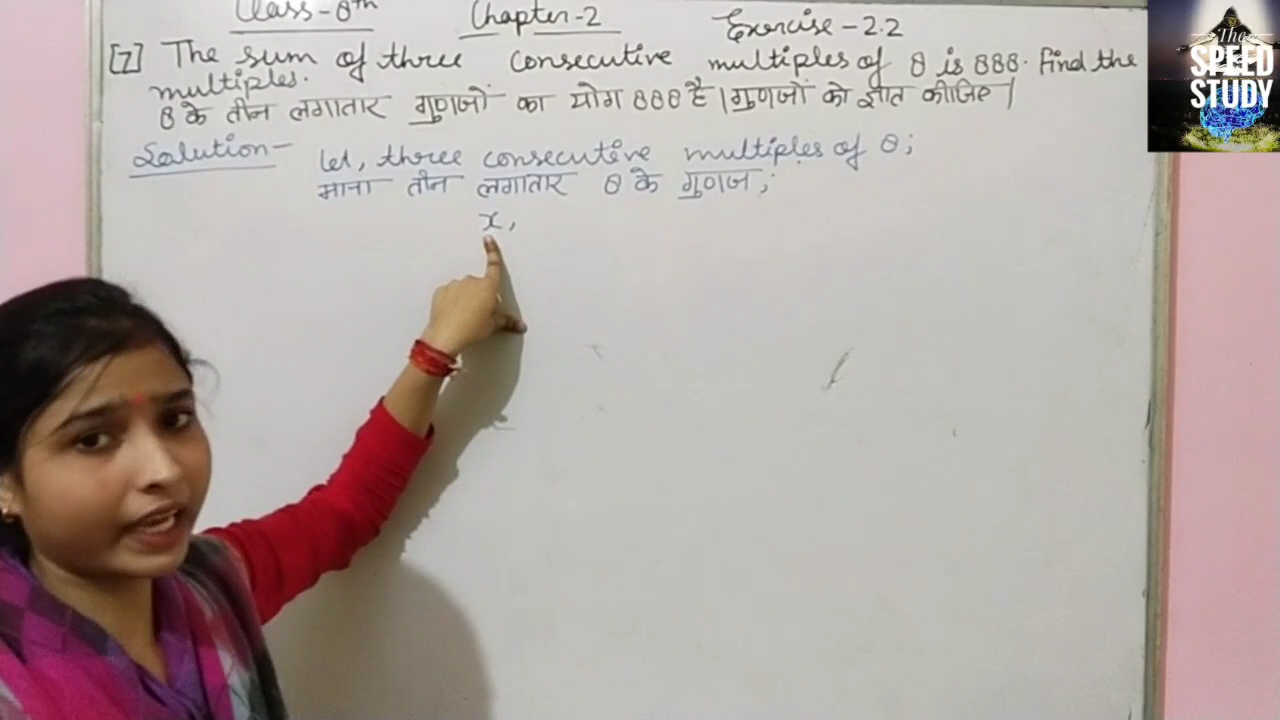 Class-8th Chapter-2 Exercise-2.2
[7] The sum of three consecutive multiples of 8 is 888. Find the
multiples.
8 के तीन लगातार गुणजों का योग 888 है। गुणजों को ज्ञात कीजिए।
Solution- let, three consecutive multiples of 8;
माना तीन लगातार 8 के गुणज;
x,
The
SPEED
STUDY